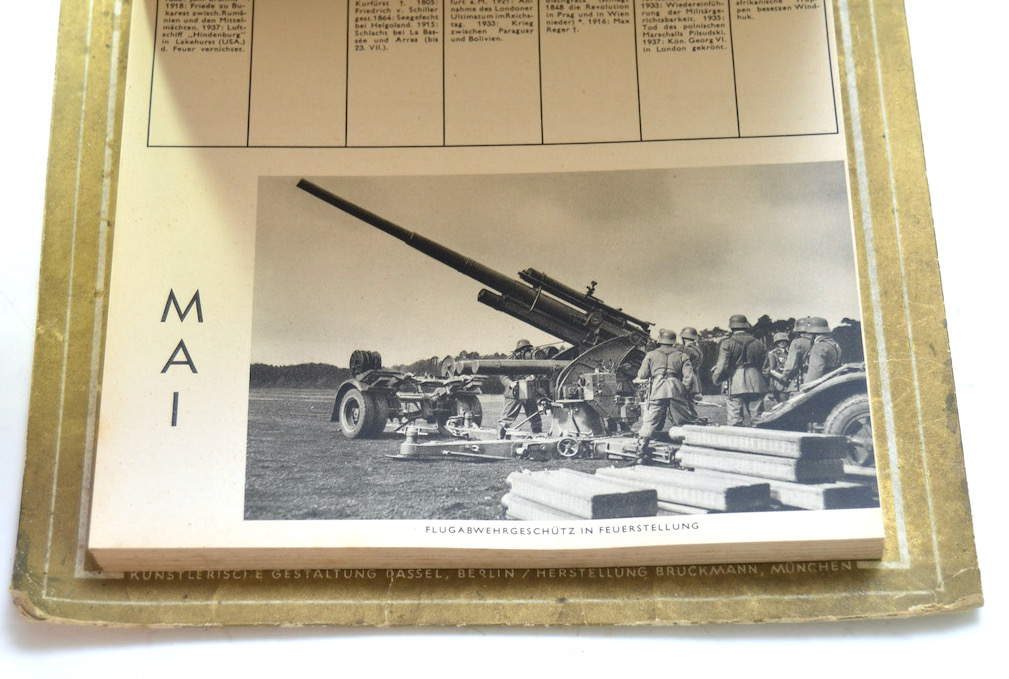 1918: Friede zu Bu-
karest zwisch. Rumä-
nien und den Mittel-
mächten. 1937: Luft-
schiff „Hindenburg"
in Lakehurst (USA.)
d. Feuer vernichtet.
Kurfürst †. 1805:
Friedrich v. Schiller
gest. 1864: Seegefecht
bei Helgoland. 1915:
Schlacht bei La Bas-
sée und Arras (bis
23. VII.).
furt a. M. 1921: An-
nahme des Londoner
Ultimatum im Reichs-
tag. 1933: Krieg
zwischen Paraguay
und Bolivien.
1848 die Revolution
in Prag und in Wien
nieder) *. 1916: Max
Reger †.
1933: Wiedereinfüh-
rung der Militärge-
richtsbarkeit. 1935:
Tod des polnischen
Marschalls Pilsudski.
1937: Kön. Georg VI.
in London gekrönt.
afrikanische Trup-
pen besetzen Wind-
huk.
MAI
FLUGABWEHRGESCHÜTZ IN FEUERSTELLUNG
KÜNSTLERISCHE GESTALTUNG DASSEL, BERLIN / HERSTELLUNG BRUCKMANN, MÜNCHEN